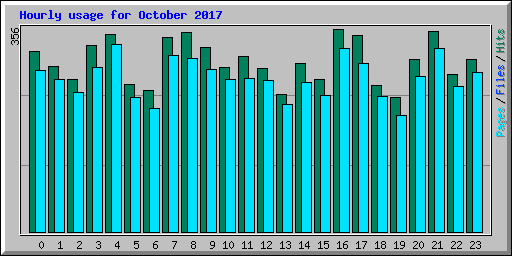 Hourly usage for October 2017
356
Pages/Files/Hits
0 1 2 3 4 5 6 7 8 9 10 11 12 13 14 15 16 17 18 19 20 21 22 23